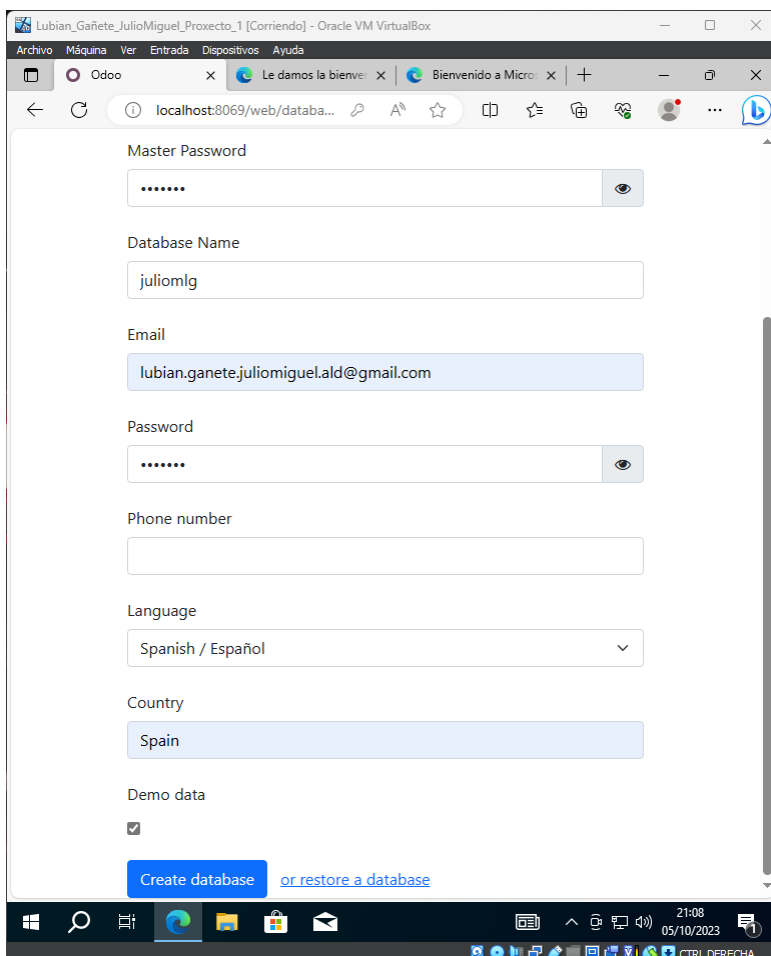 Lubian_Gañete_JulioMiguel_Proxecto_1 [Corriendo] - Oracle VM VirtualBox
Archivo Máquina Ver Entrada Dispositivos Ayuda
Odoo
Le damos la bienve
Bienvenido a Micros
localhost:8069/web/databa...
Master Password
•••••••
Database Name
juliomlg
Email
lubian.ganete.juliomiguel.ald@gmail.com
Password
•••••••
Phone number
Language
Spanish / Español
Country
Spain
Demo data
Create database or restore a database
21:08
05/10/2023
1
CTRL DERECHA